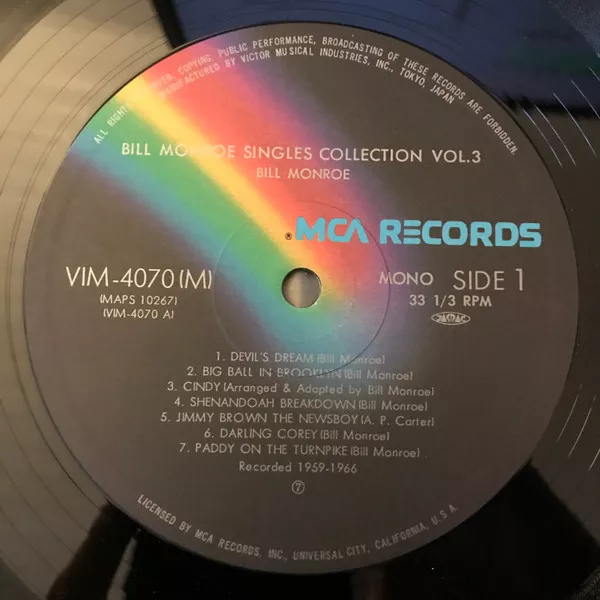 ALL RIGHTS RESERVED. COPYING, PUBLIC PERFORMANCE, BROADCASTING OF THESE RECORDS ARE FORBIDDEN.
MANUFACTURED BY VICTOR MUSICAL INDUSTRIES, INC., TOKYO, JAPAN
BILL MONROE SINGLES COLLECTION VOL.3
BILL MONROE
® MCA RECORDS
VIM-4070(M)
(MAPS 10267)
(VIM-4070 A)
MONO SIDE 1
33 1/3 RPM
1. DEVIL'S DREAM (Bill Monroe)
2. BIG BALL IN BROOKLYN (Bill Monroe)
3. CINDY (Arranged & Adapted by Bill Monroe)
4. SHENANDOAH BREAKDOWN (Bill Monroe)
5. JIMMY BROWN THE NEWSBOY (A. P. Carter)
6. DARLING COREY (Bill Monroe)
7. PADDY ON THE TURNPIKE (Bill Monroe)
Recorded 1959-1966
⑦
LICENSED BY MCA RECORDS, INC., UNIVERSAL CITY, CALIFORNIA, U.S.A.